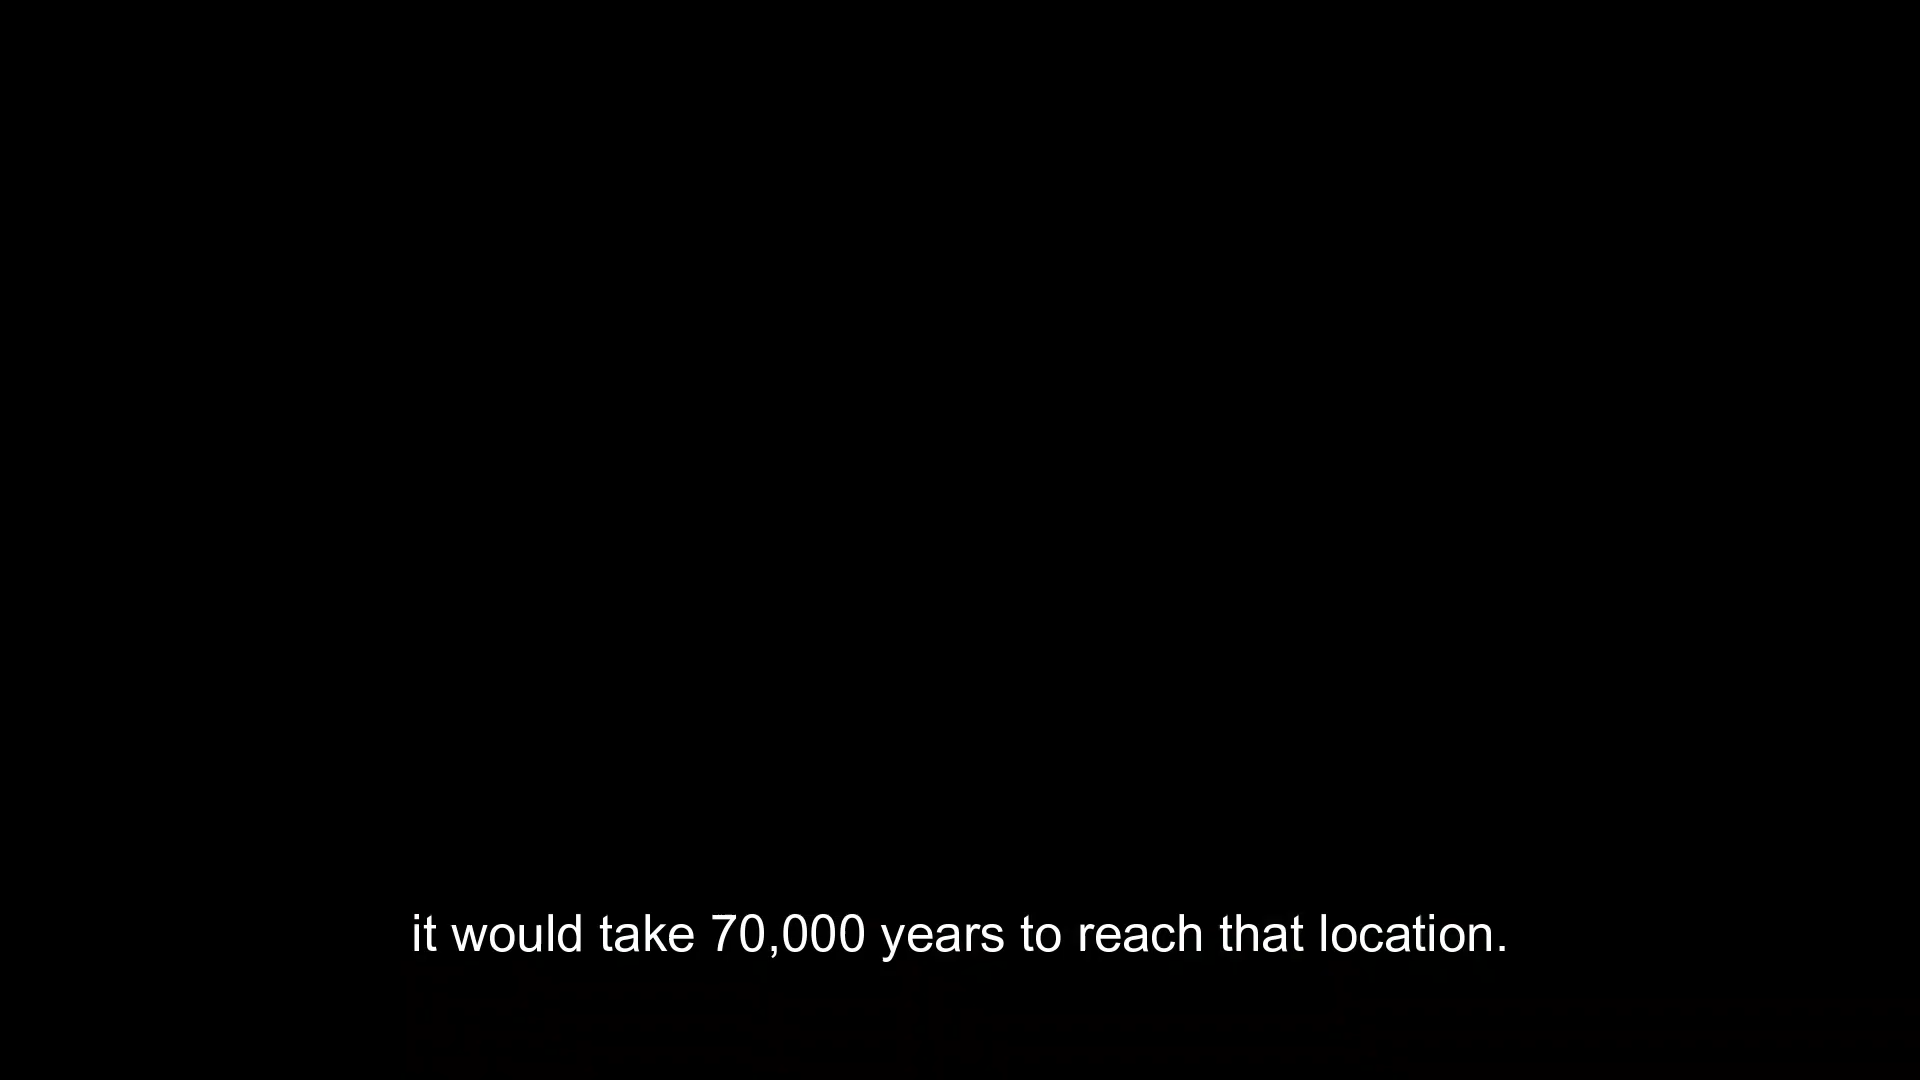 it would take 70,000 years to reach that location.